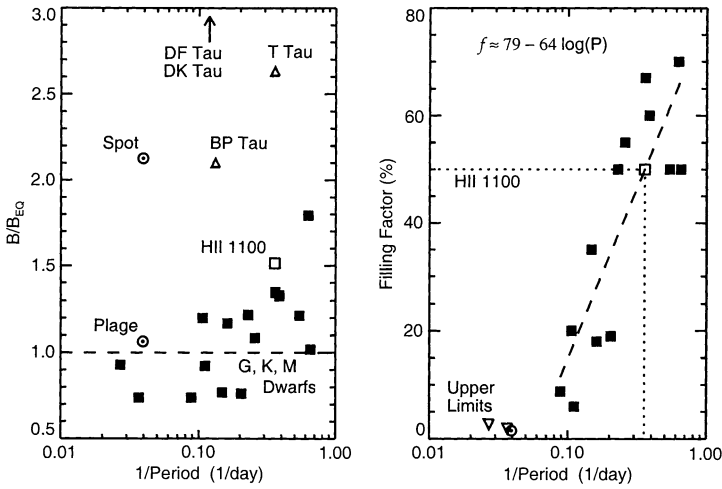 3.0
2.5
2.0
1.5
1.0
0.5
B/B_EQ
DF Tau
DK Tau
T Tau
Spot
BP Tau
HII 1100
Plage
G, K, M
Dwarfs
0.01
0.10
1.00
1/Period (1/day)
80
60
40
20
0
Filling Factor (%)
f ≈ 79 – 64 log(P)
HII 1100
Upper
Limits
0.01
0.10
1.00
1/Period (1/day)